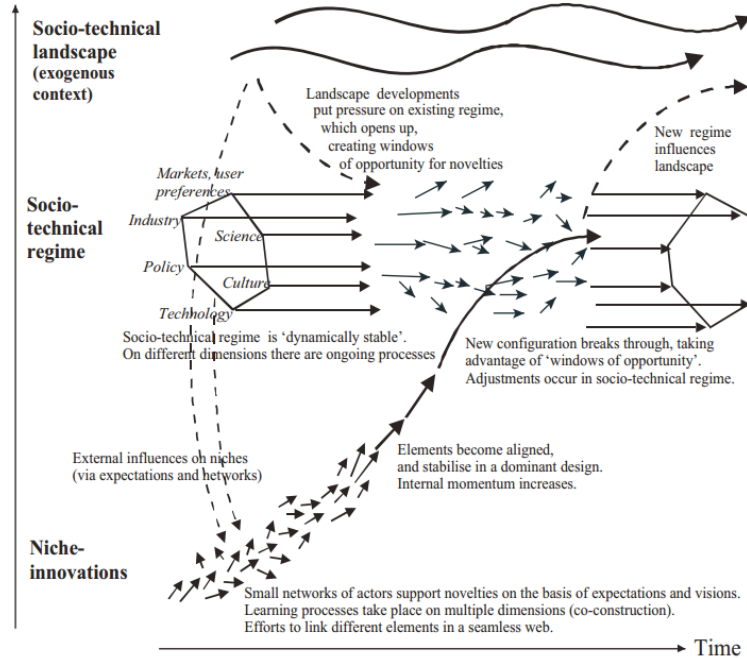 Socio-technical
landscape
(exogenous
context)
Landscape developments
put pressure on existing regime,
which opens up,
creating windows
of opportunity for novelties
New regime
influences
landscape
Markets, user
preferences
Socio-
technical
regime
Industry
Science
Policy
Culture
Technology
Socio-technical regime is ‘dynamically stable’.
On different dimensions there are ongoing processes
New configuration breaks through, taking
advantage of ‘windows of opportunity’.
Adjustments occur in socio-technical regime.
External influences on niches
(via expectations and networks)
Elements become aligned,
and stabilise in a dominant design.
Internal momentum increases.
Niche-
innovations
Small networks of actors support novelties on the basis of expectations and visions.
Learning processes take place on multiple dimensions (co-construction).
Efforts to link different elements in a seamless web.
Time